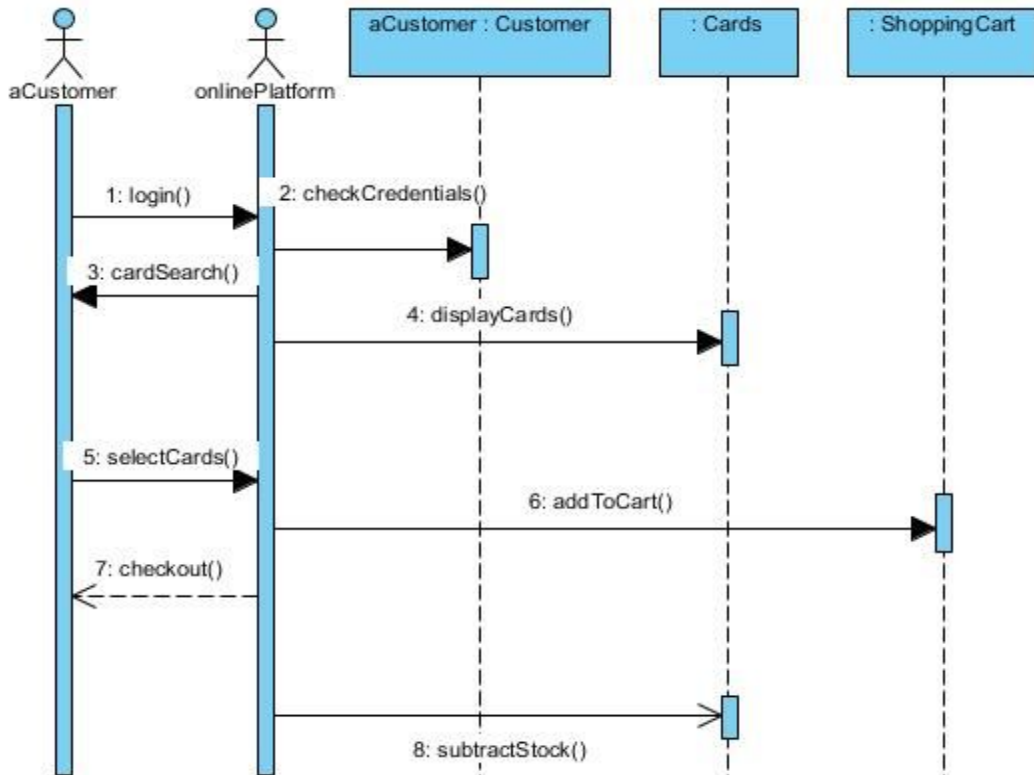 aCustomer : Customer
: Cards
: ShoppingCart
aCustomer
onlinePlatform
1: login()
2: checkCredentials()
3: cardSearch()
4: displayCards()
5: selectCards()
6: addToCart()
7: checkout()
8: subtractStock()